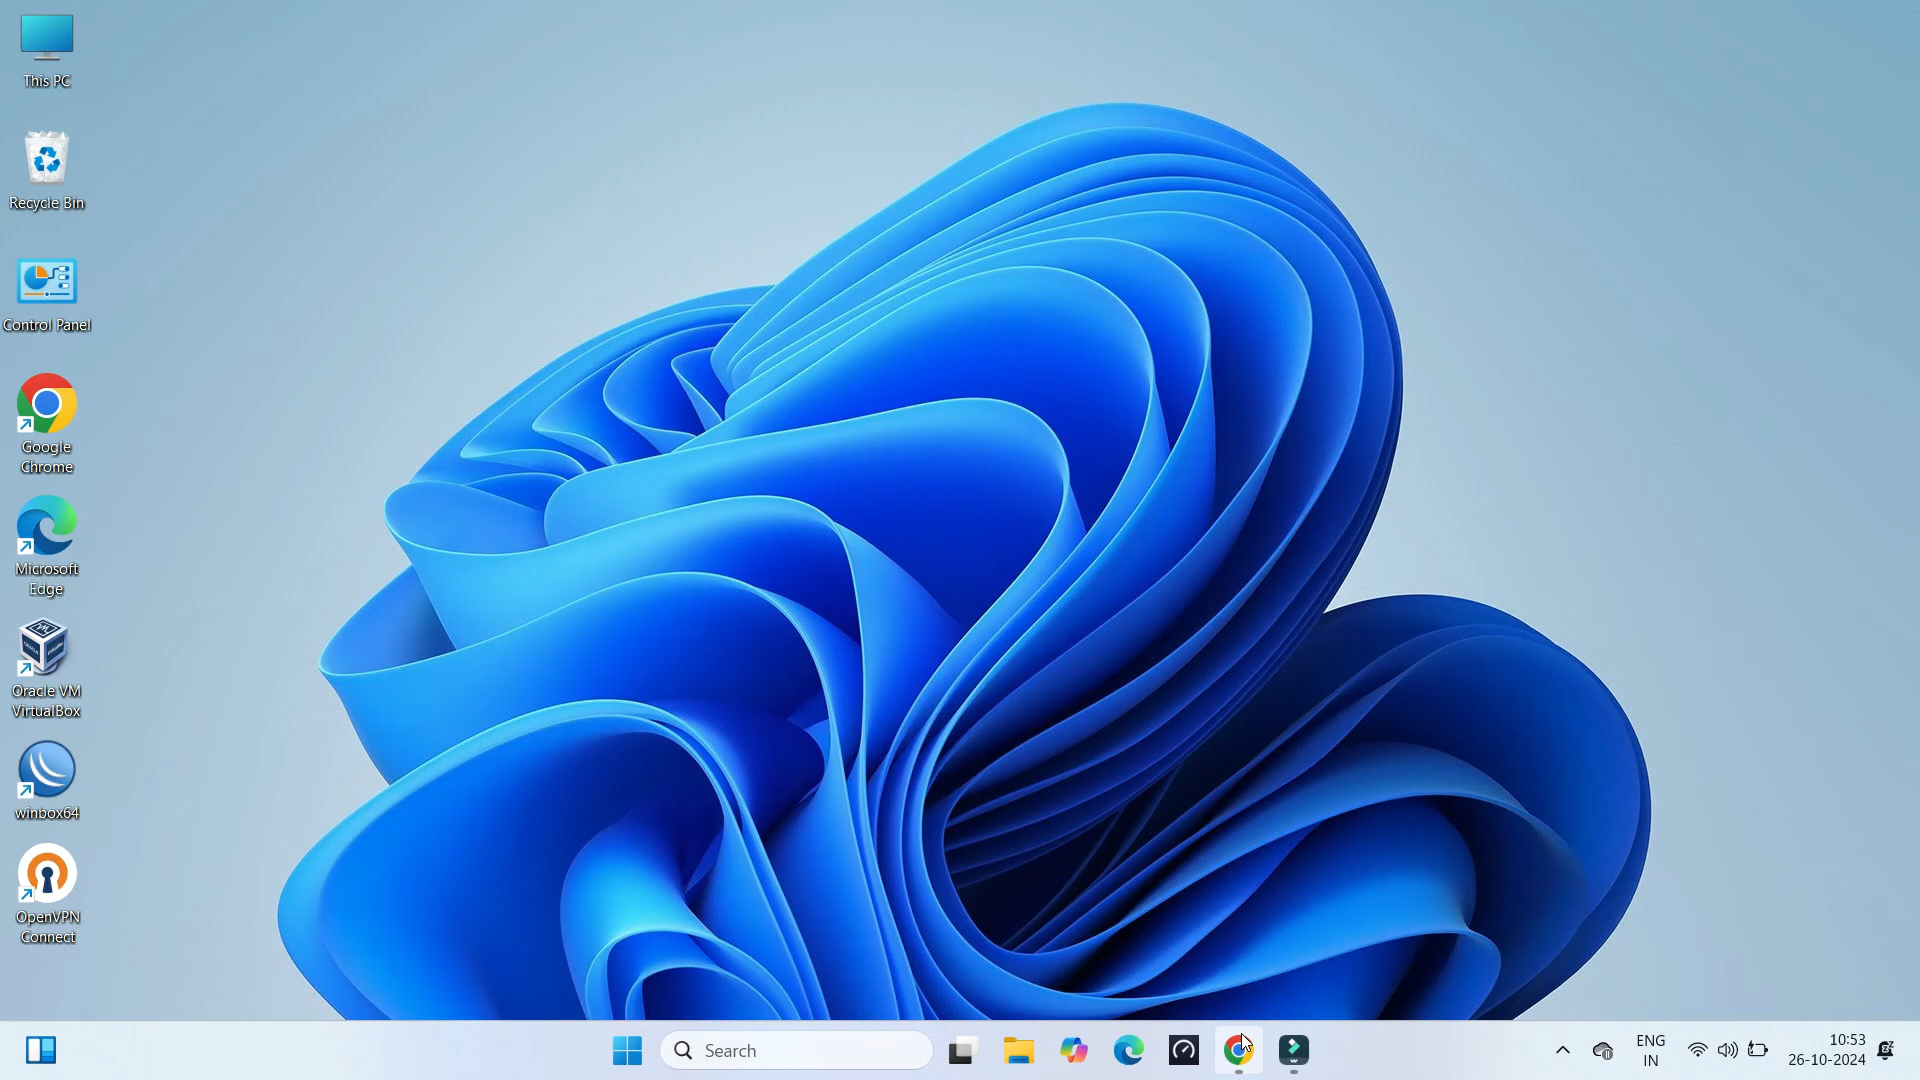 This PC
Recycle Bin
Control Panel
Google
Chrome
Microsoft
Edge
Oracle VM
VirtualBox
winbox64
OpenVPN
Connect
Search
ENG
IN
10:53
26-10-2024